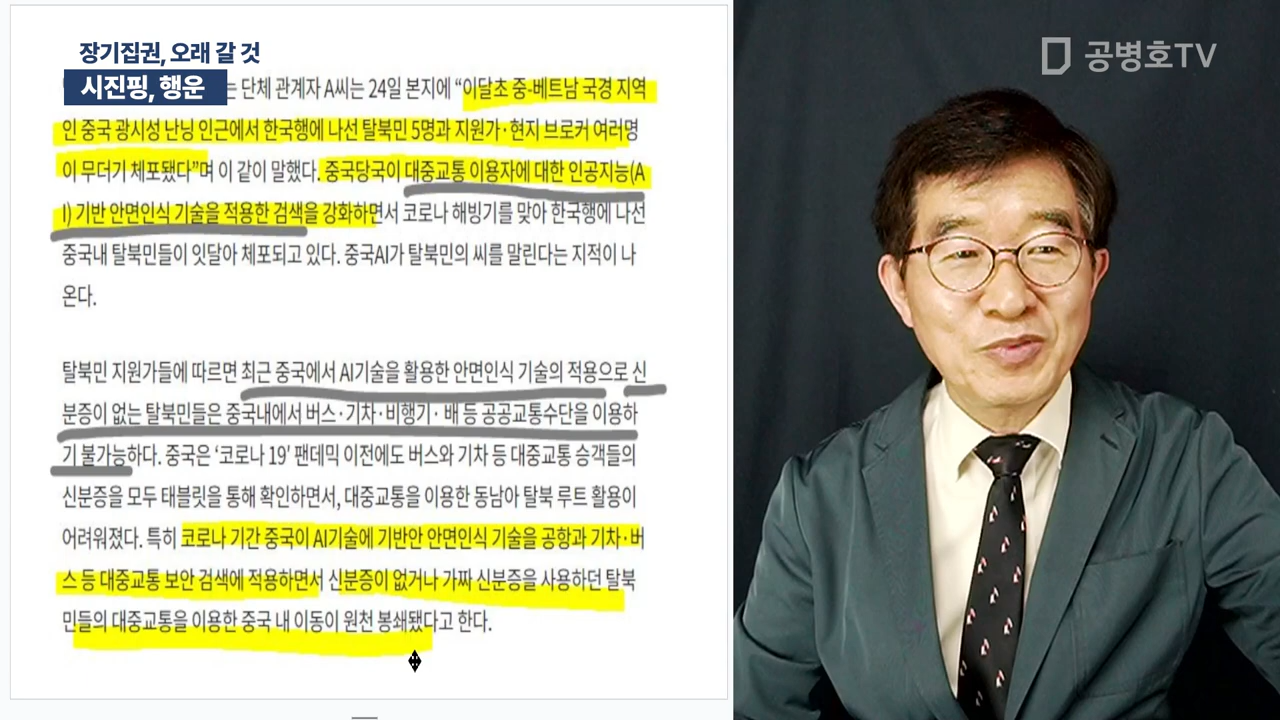 장기집권, 오래 갈 것
시진핑, 행운
는 단체 관계자 A씨는 24일 본지에 “이달초 중-베트남 국경 지역
인 중국 광시성 난닝 인근에서 한국행에 나선 탈북민 5명과 지원가·현지 브로커 여러명
이 무더기 체포됐다”며 이 같이 말했다. 중국당국이 대중교통 이용자에 대한 인공지능(A
I) 기반 안면인식 기술을 적용한 검색을 강화하면서 코로나 해빙기를 맞아 한국행에 나선
중국내 탈북민들이 잇달아 체포되고 있다. 중국AI가 탈북민의 씨를 말린다는 지적이 나
온다.
탈북민 지원가들에 따르면 최근 중국에서 AI기술을 활용한 안면인식 기술의 적용으로 신
분증이 없는 탈북민들은 중국내에서 버스·기차·비행기·배 등 공공교통수단을 이용하
기 불가능하다. 중국은 ‘코로나 19’ 팬데믹 이전에도 버스와 기차 등 대중교통 승객들의
신분증을 모두 태블릿을 통해 확인하면서, 대중교통을 이용한 동남아 탈북 루트 활용이
어려워졌다. 특히 코로나 기간 중국이 AI기술에 기반안 안면인식 기술을 공항과 기차·버
스 등 대중교통 보안 검색에 적용하면서 신분증이 없거나 가짜 신분증을 사용하던 탈북
민들의 대중교통을 이용한 중국 내 이동이 원천 봉쇄됐다고 한다.
공병호TV